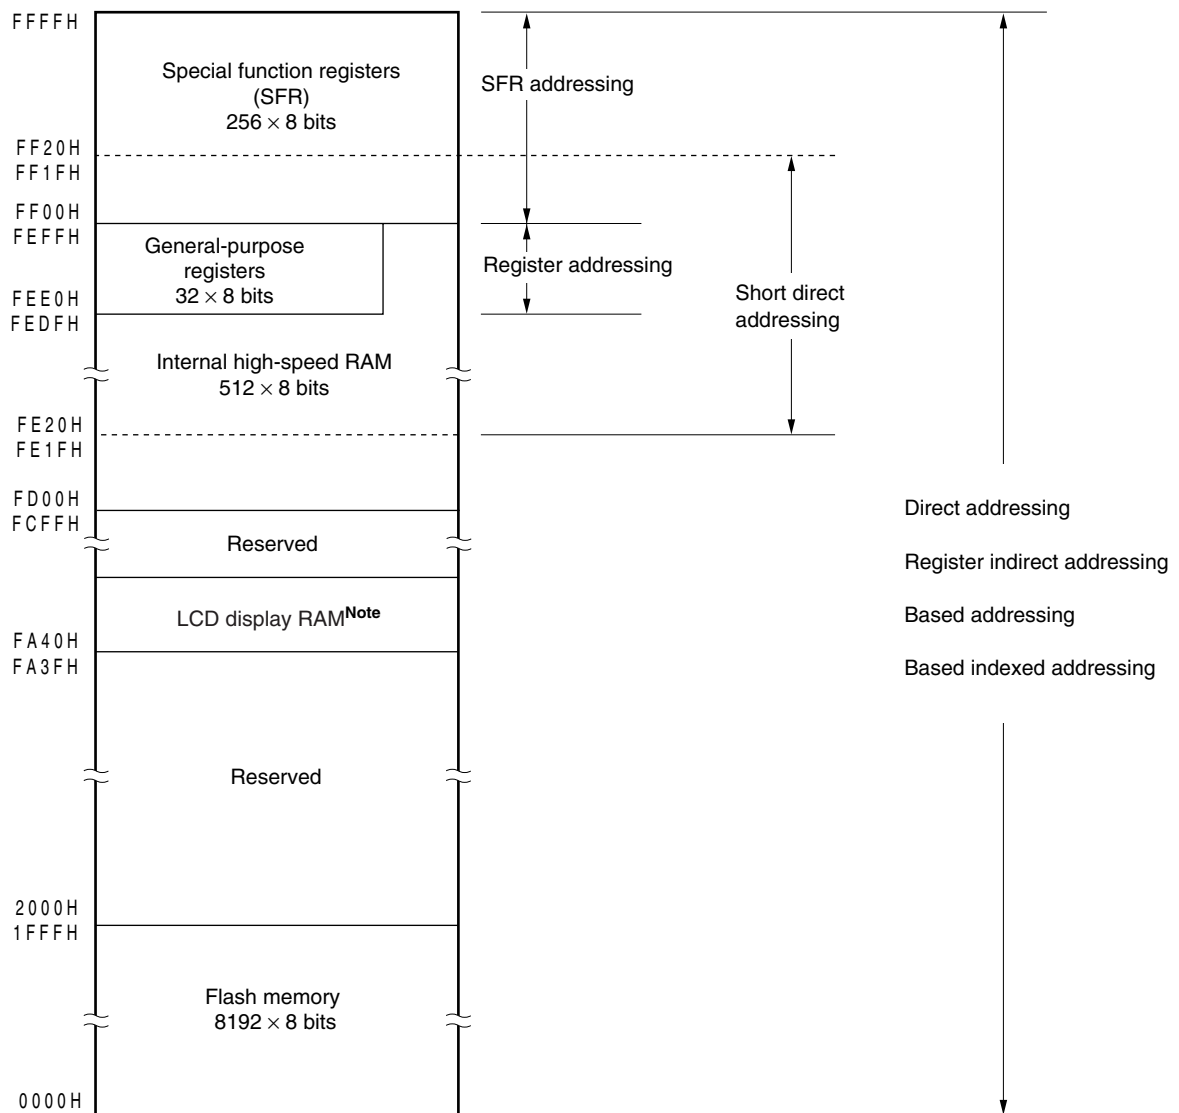 FFFFH
Special function registers
(SFR)
256 × 8 bits
SFR addressing
FF20H
FF1FH
FF00H
FEFFH
General-purpose
registers
32 × 8 bits
Register addressing
Short direct
addressing
FEE0H
FEDFH
Internal high-speed RAM
512 × 8 bits
FE20H
FE1FH
FD00H
FCFFH
Reserved
Direct addressing
Register indirect addressing
Based addressing
Based indexed addressing
LCD display RAMNote
FA40H
FA3FH
Reserved
2000H
1FFFH
Flash memory
8192 × 8 bits
0000H